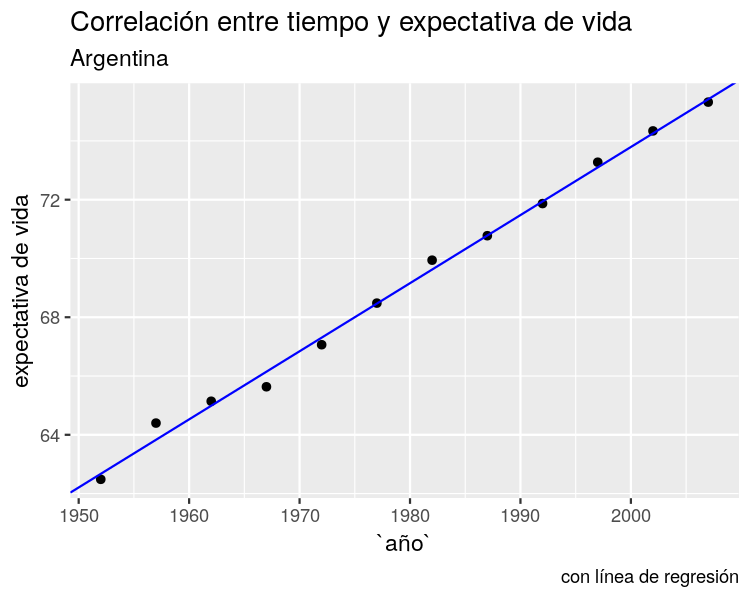 Correlación entre tiempo y expectativa de vida
Argentina
expectativa de vida
72
68
64
1950 1960 1970 1980 1990 2000
`año`
con línea de regresión